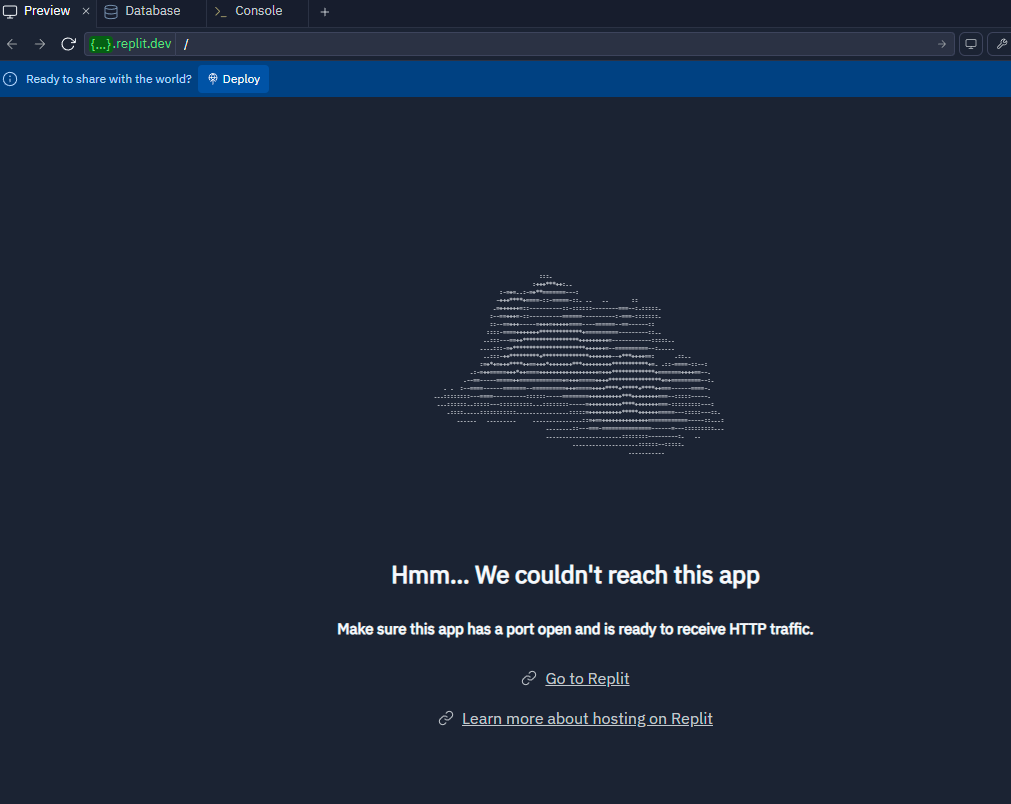 Preview
Database
Console
{...}.replit.dev /
Ready to share with the world? Deploy
Hmm... We couldn't reach this app
Make sure this app has a port open and is ready to receive HTTP traffic.
Go to Replit
Learn more about hosting on Replit